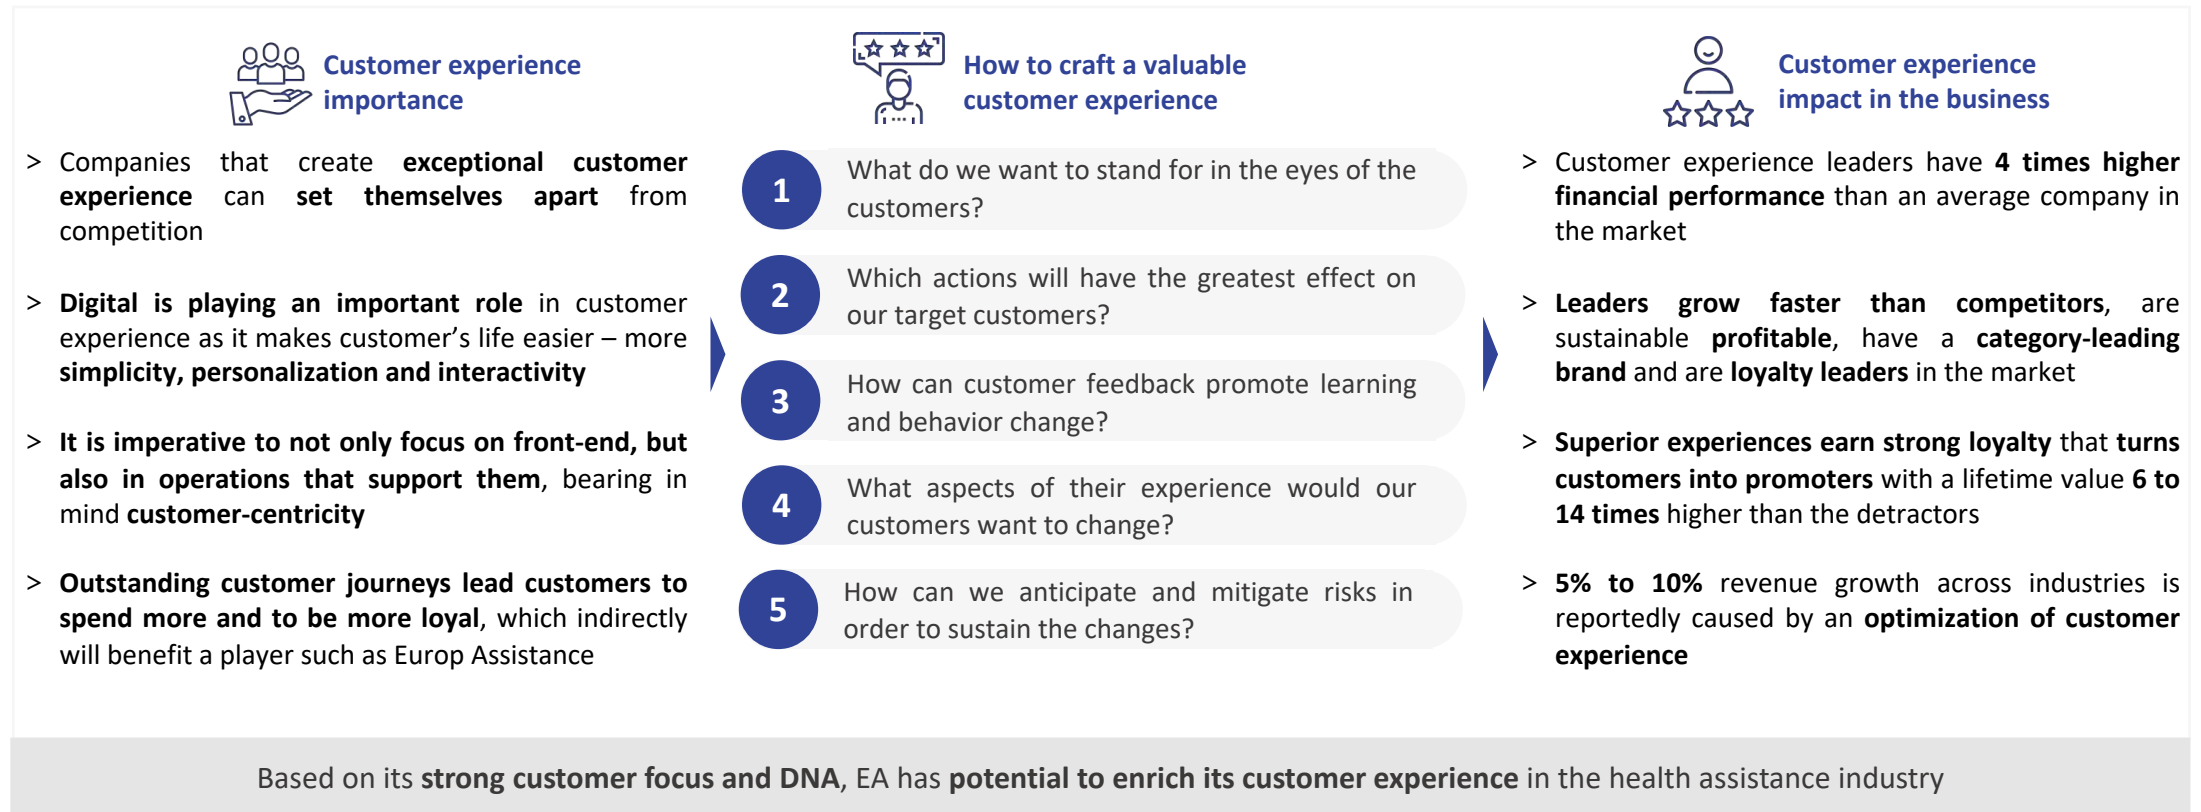 Customer experience
importance
> Companies that create exceptional customer
experience can set themselves apart from
competition
> Digital is playing an important role in customer
experience as it makes customer’s life easier – more
simplicity, personalization and interactivity
> It is imperative to not only focus on front-end, but
also in operations that support them, bearing in
mind customer-centricity
> Outstanding customer journeys lead customers to
spend more and to be more loyal, which indirectly
will benefit a player such as Europ Assistance
How to craft a valuable
customer experience
1
What do we want to stand for in the eyes of the
customers?
2
Which actions will have the greatest effect on
our target customers?
3
How can customer feedback promote learning
and behavior change?
4
What aspects of their experience would our
customers want to change?
5
How can we anticipate and mitigate risks in
order to sustain the changes?
Customer experience
impact in the business
> Customer experience leaders have 4 times higher
financial performance than an average company in
the market
> Leaders grow faster than competitors, are
sustainable profitable, have a category-leading
brand and are loyalty leaders in the market
> Superior experiences earn strong loyalty that turns
customers into promoters with a lifetime value 6 to
14 times higher than the detractors
> 5% to 10% revenue growth across industries is
reportedly caused by an optimization of customer
experience
Based on its strong customer focus and DNA, EA has potential to enrich its customer experience in the health assistance industry